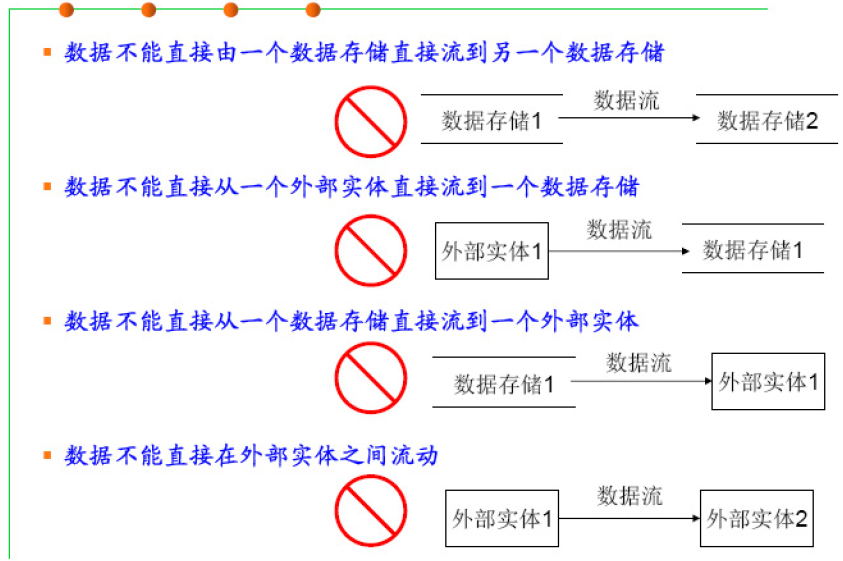 数据不能直接由一个数据存储直接流到另一个数据存储
数据流
数据存储1
数据存储2
数据不能直接从一个外部实体直接流到一个数据存储
数据流
外部实体1
数据存储1
数据不能直接从一个数据存储直接流到一个外部实体
数据流
数据存储1
外部实体1
数据不能直接在外部实体之间流动
数据流
外部实体1
外部实体2